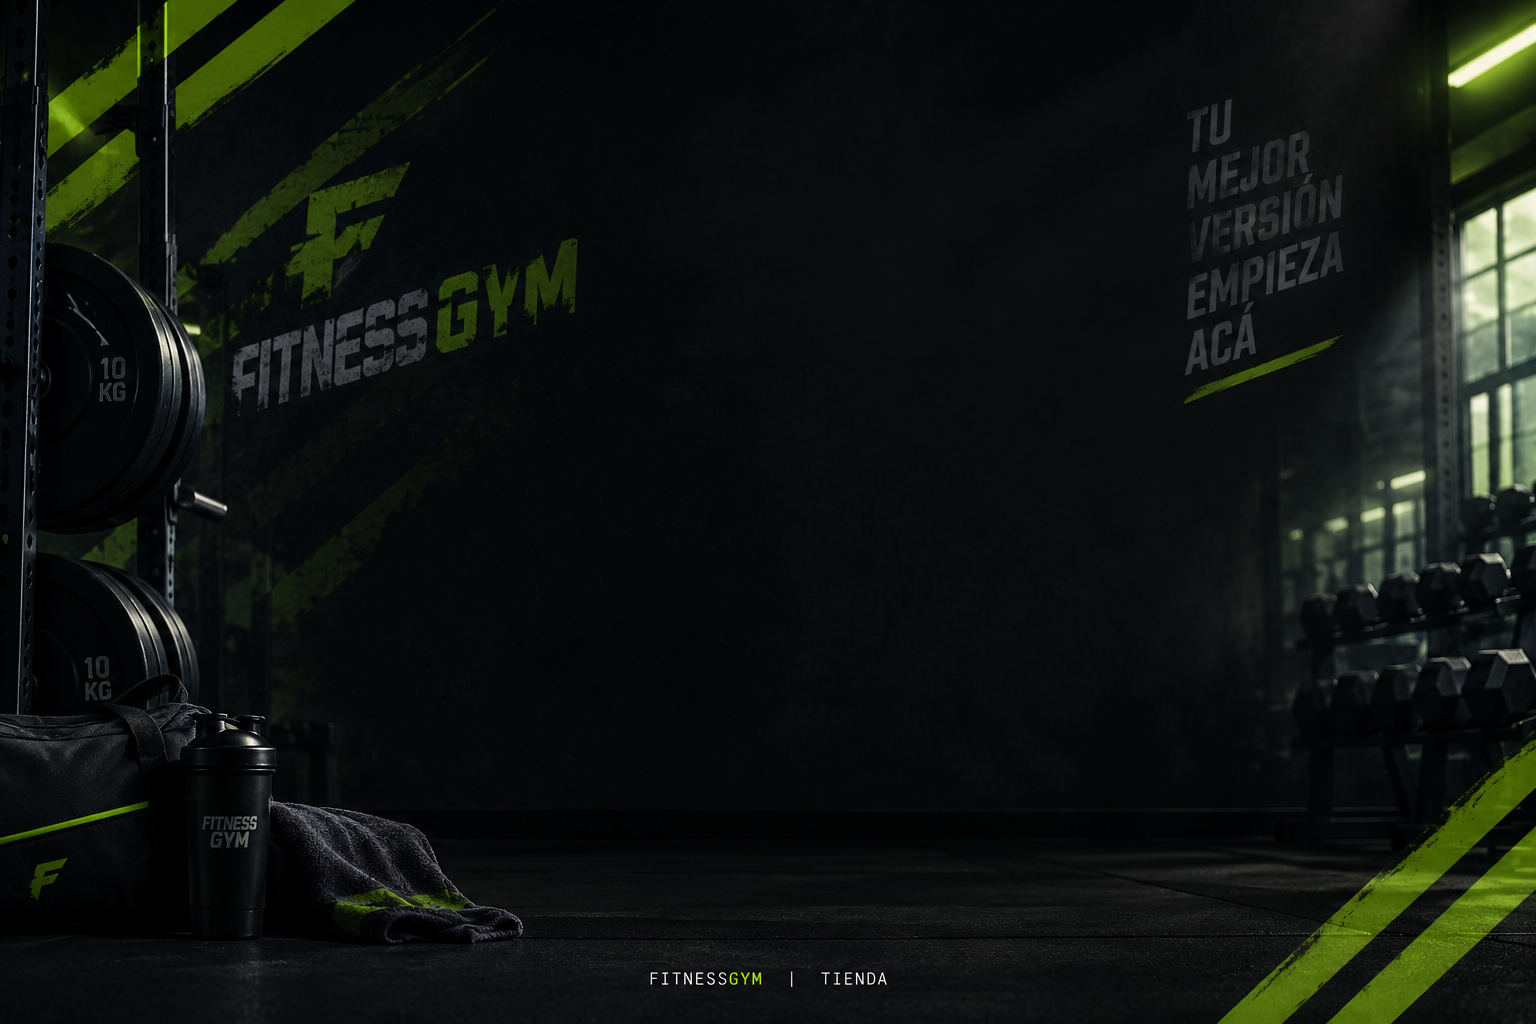 F
FITNESS GYM
TU
MEJOR
VERSIÓN
EMPIEZA
ACÁ
10
KG
10
KG
FITNESS
GYM
F
FITNESSGYM | TIENDA